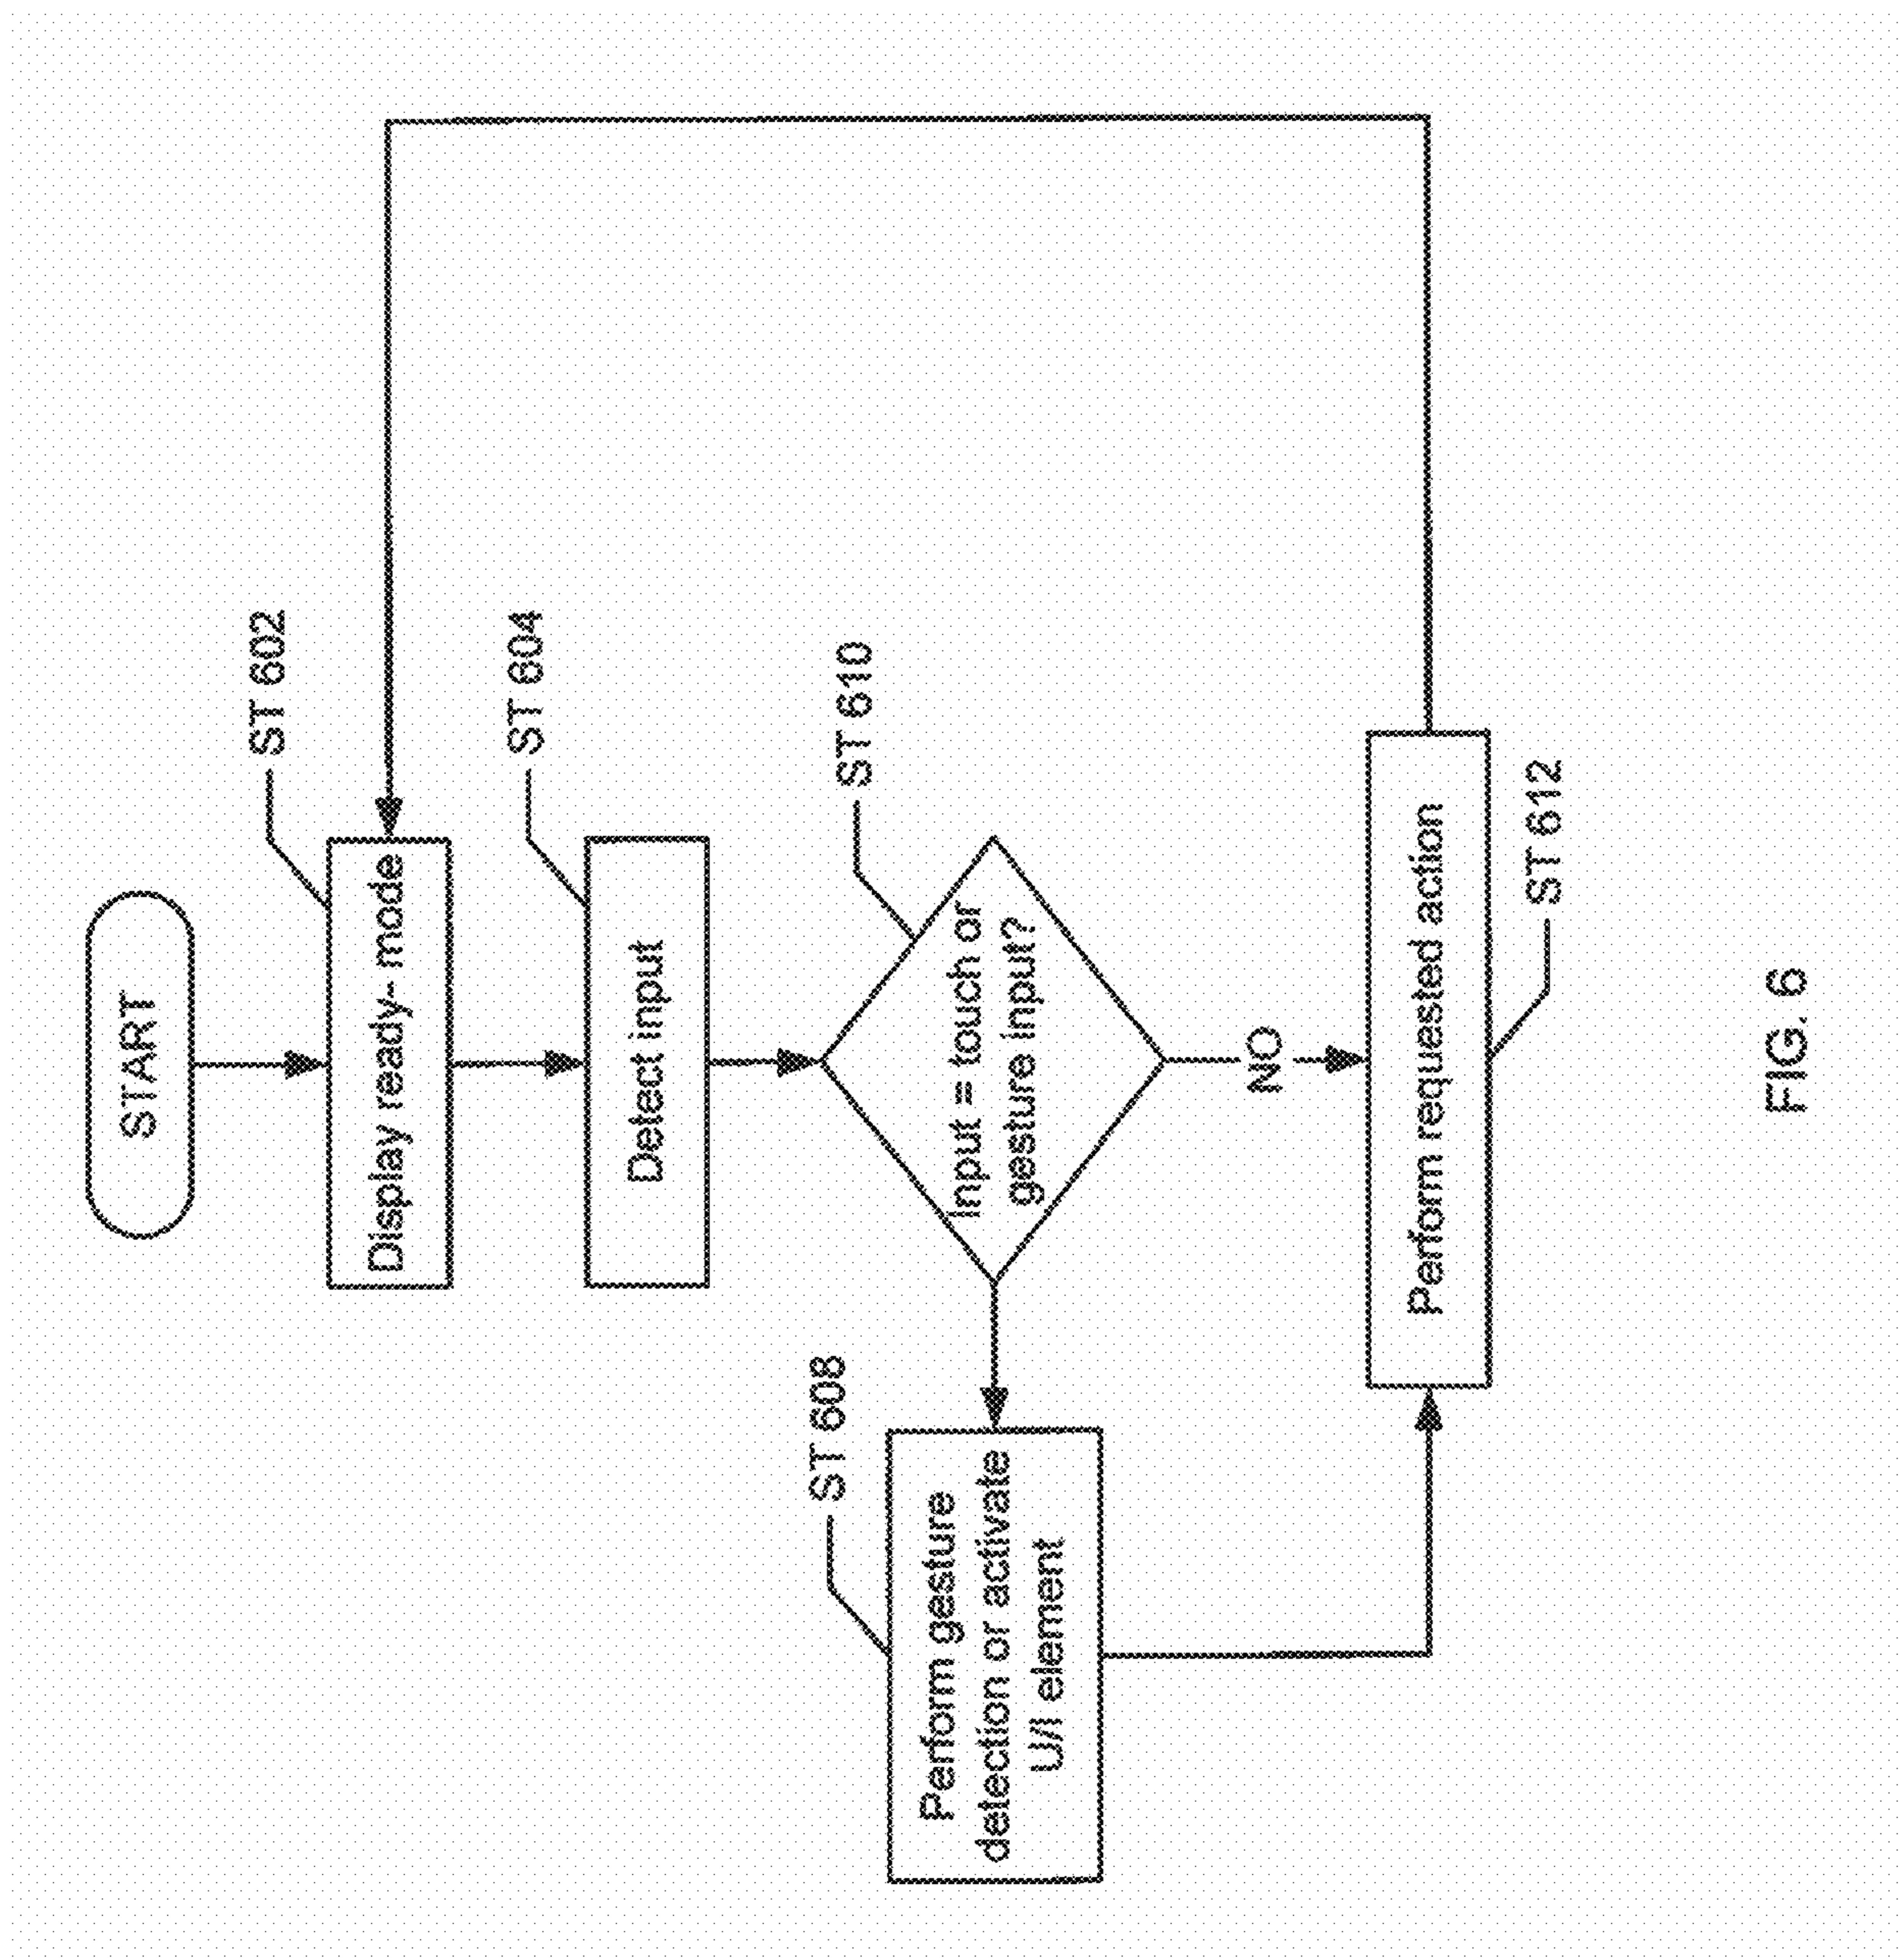 START
ST 602
Display ready- mode
ST 604
Detect input
ST 610
Input = touch or
gesture input?
ST 608
Perform gesture
detection or activate
U/I element
NO
Perform requested action
ST 612
FIG. 6